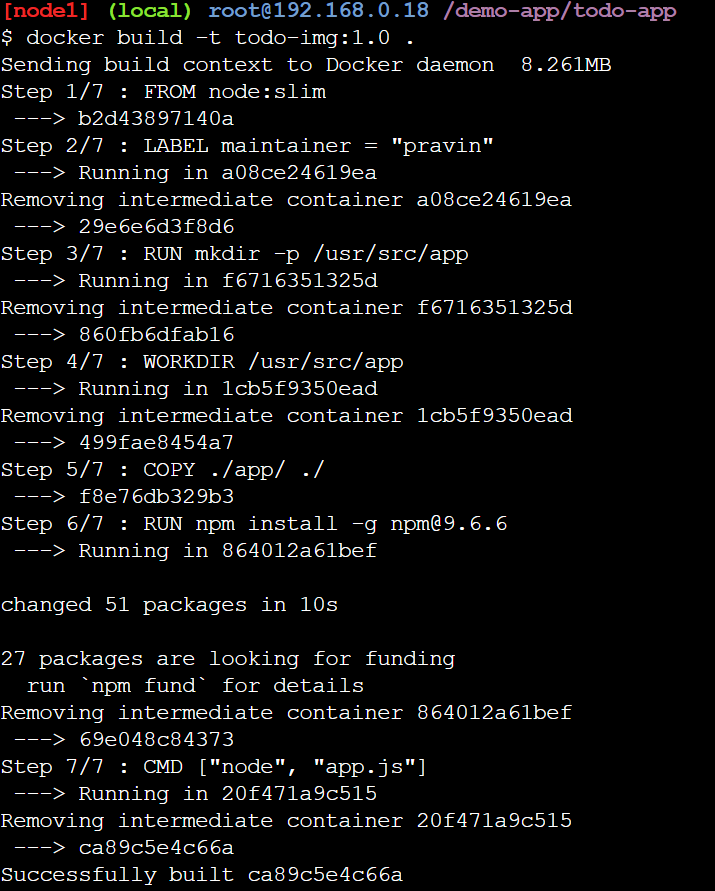 [node1] (local) root@192.168.0.18 /demo-app/todo-app
$ docker build -t todo-img:1.0 .
Sending build context to Docker daemon  8.261MB
Step 1/7 : FROM node:slim
 ---> b2d43897140a
Step 2/7 : LABEL maintainer = "pravin"
 ---> Running in a08ce24619ea
Removing intermediate container a08ce24619ea
 ---> 29e6e6d3f8d6
Step 3/7 : RUN mkdir -p /usr/src/app
 ---> Running in f6716351325d
Removing intermediate container f6716351325d
 ---> 860fb6dfab16
Step 4/7 : WORKDIR /usr/src/app
 ---> Running in 1cb5f9350ead
Removing intermediate container 1cb5f9350ead
 ---> 499fae8454a7
Step 5/7 : COPY ./app/ ./
 ---> f8e76db329b3
Step 6/7 : RUN npm install -g npm@9.6.6
 ---> Running in 864012a61bef

changed 51 packages in 10s

27 packages are looking for funding
  run `npm fund` for details
Removing intermediate container 864012a61bef
 ---> 69e048c84373
Step 7/7 : CMD ["node", "app.js"]
 ---> Running in 20f471a9c515
Removing intermediate container 20f471a9c515
 ---> ca89c5e4c66a
Successfully built ca89c5e4c66a